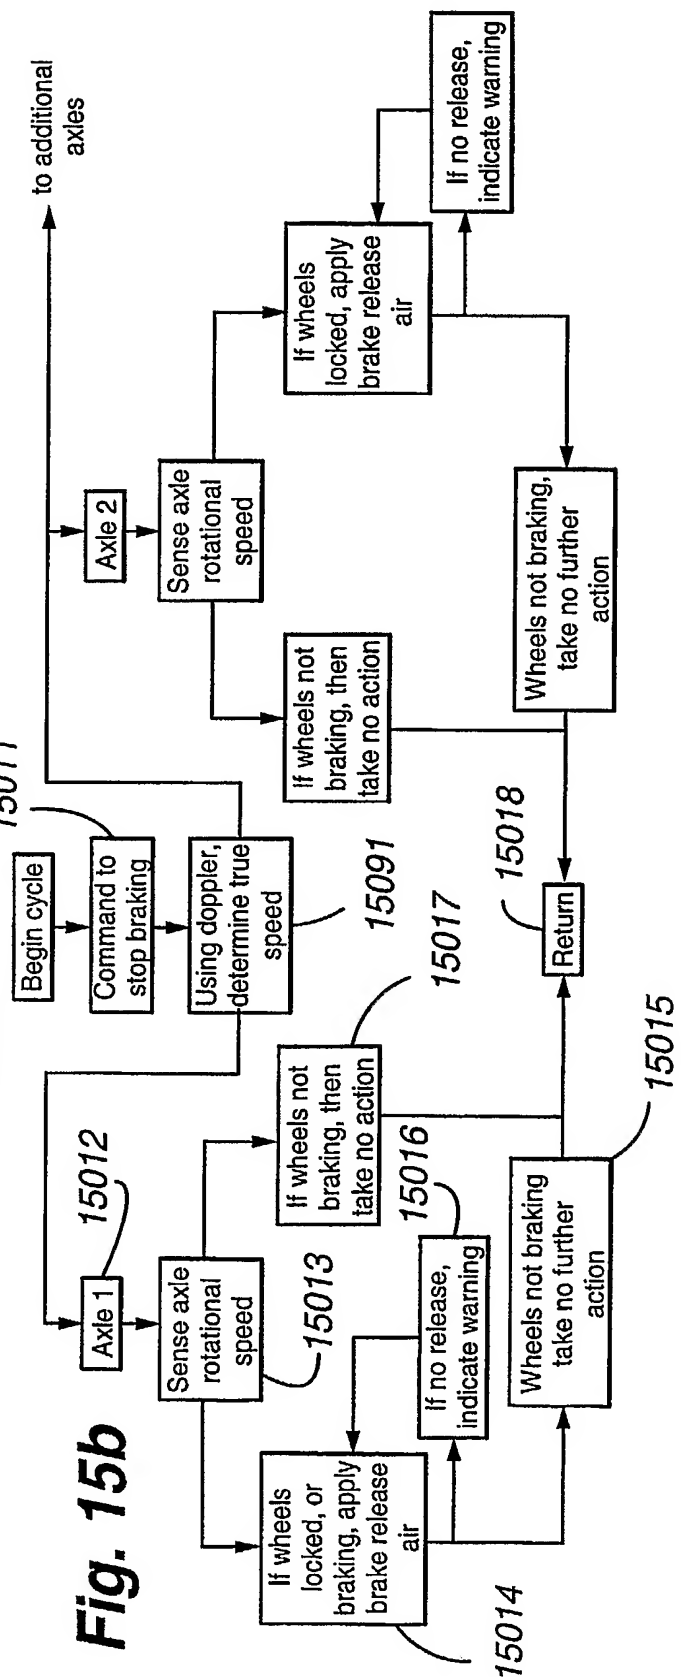 Fig. 15b
Begin cycle
Command to
stop braking
Using doppler,
determine true
speed
15091
to additional
axles
Axle 1
15012
Sense axle
rotational
speed
15013
If wheels
locked, or
braking, apply
brake release
air
15014
If wheels not
braking, then
take no action
15017
If no release,
indicate warning
15016
Wheels not braking
take no further
action
15015
Return
15018
Axle 2
Sense axle
rotational
speed
If wheels not
braking, then
take no action
If wheels
locked, apply
brake release
air
If no release,
indicate warning
Wheels not braking,
take no further
action